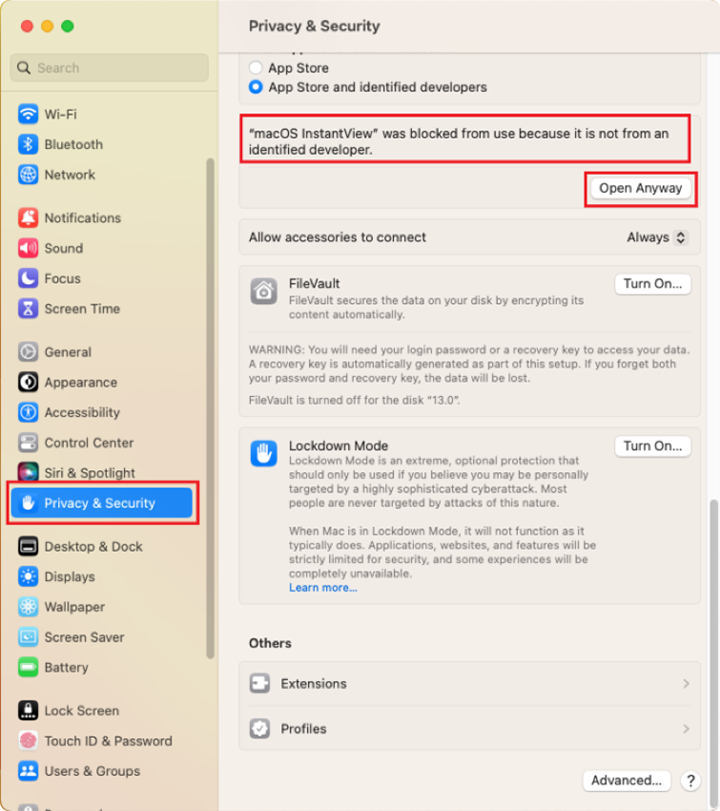 Privacy & Security
Search
Wi-Fi
Bluetooth
Network
Notifications
Sound
Focus
Screen Time
General
Appearance
Accessibility
Control Center
Siri & Spotlight
Privacy & Security
Desktop & Dock
Displays
Wallpaper
Screen Saver
Battery
Lock Screen
Touch ID & Password
Users & Groups
App Store
App Store and identified developers
“macOS InstantView” was blocked from use because it is not from an
identified developer.
Open Anyway
Allow accessories to connect
Always
FileVault
Turn On...
FileVault secures the data on your disk by encrypting its
content automatically.
WARNING: You will need your login password or a recovery key to access your data.
A recovery key is automatically generated as part of this setup. If you forget both
your password and recovery key, the data will be lost.
FileVault is turned off for the disk “13.0”.
Lockdown Mode
Turn On...
Lockdown Mode is an extreme, optional protection that
should only be used if you believe you may be personally
targeted by a highly sophisticated cyberattack. Most
people are never targeted by attacks of this nature.
When Mac is in Lockdown Mode, it will not function as it
typically does. Applications, websites, and features will be
strictly limited for security, and some experiences will be
completely unavailable.
Learn more...
Others
Extensions
Profiles
Advanced...
?